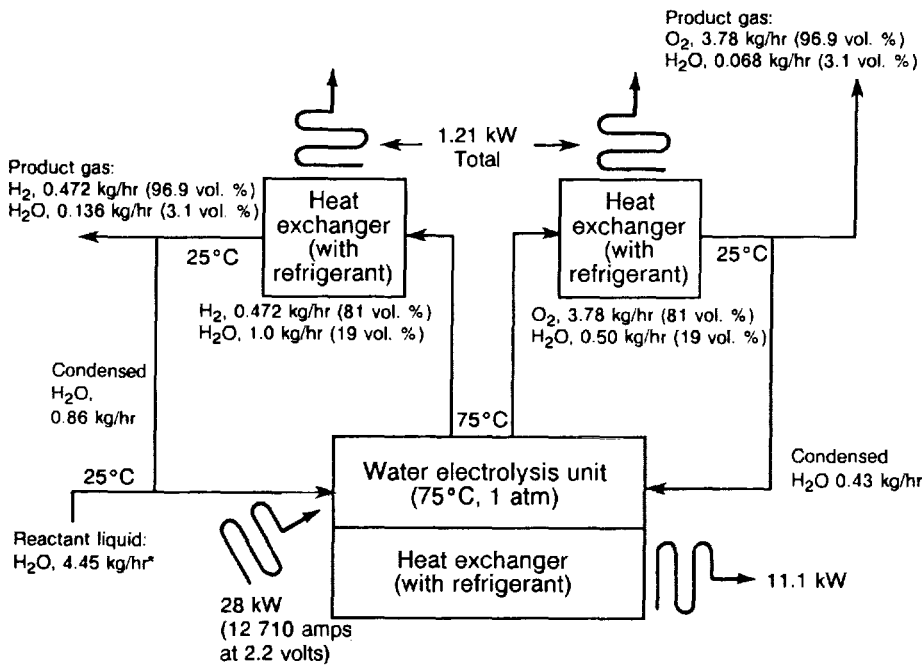 Product gas:
O₂, 3.78 kg/hr (96.9 vol. %)
H₂O, 0.068 kg/hr (3.1 vol. %)
1.21 kW
Total
Product gas:
H₂, 0.472 kg/hr (96.9 vol. %)
H₂O, 0.136 kg/hr (3.1 vol. %)
25°C
Heat
exchanger
(with
refrigerant)
Heat
exchanger
(with
refrigerant)
25°C
H₂, 0.472 kg/hr (81 vol. %)
H₂O, 1.0 kg/hr (19 vol. %)
O₂, 3.78 kg/hr (81 vol. %)
H₂O, 0.50 kg/hr (19 vol. %)
Condensed
H₂O,
0.86 kg/hr
75°C
Condensed
H₂O 0.43 kg/hr
25°C
Water electrolysis unit
(75°C, 1 atm)
Reactant liquid:
H₂O, 4.45 kg/hr*
Heat exchanger
(with refrigerant)
11.1 kW
28 kW
(12 710 amps
at 2.2 volts)